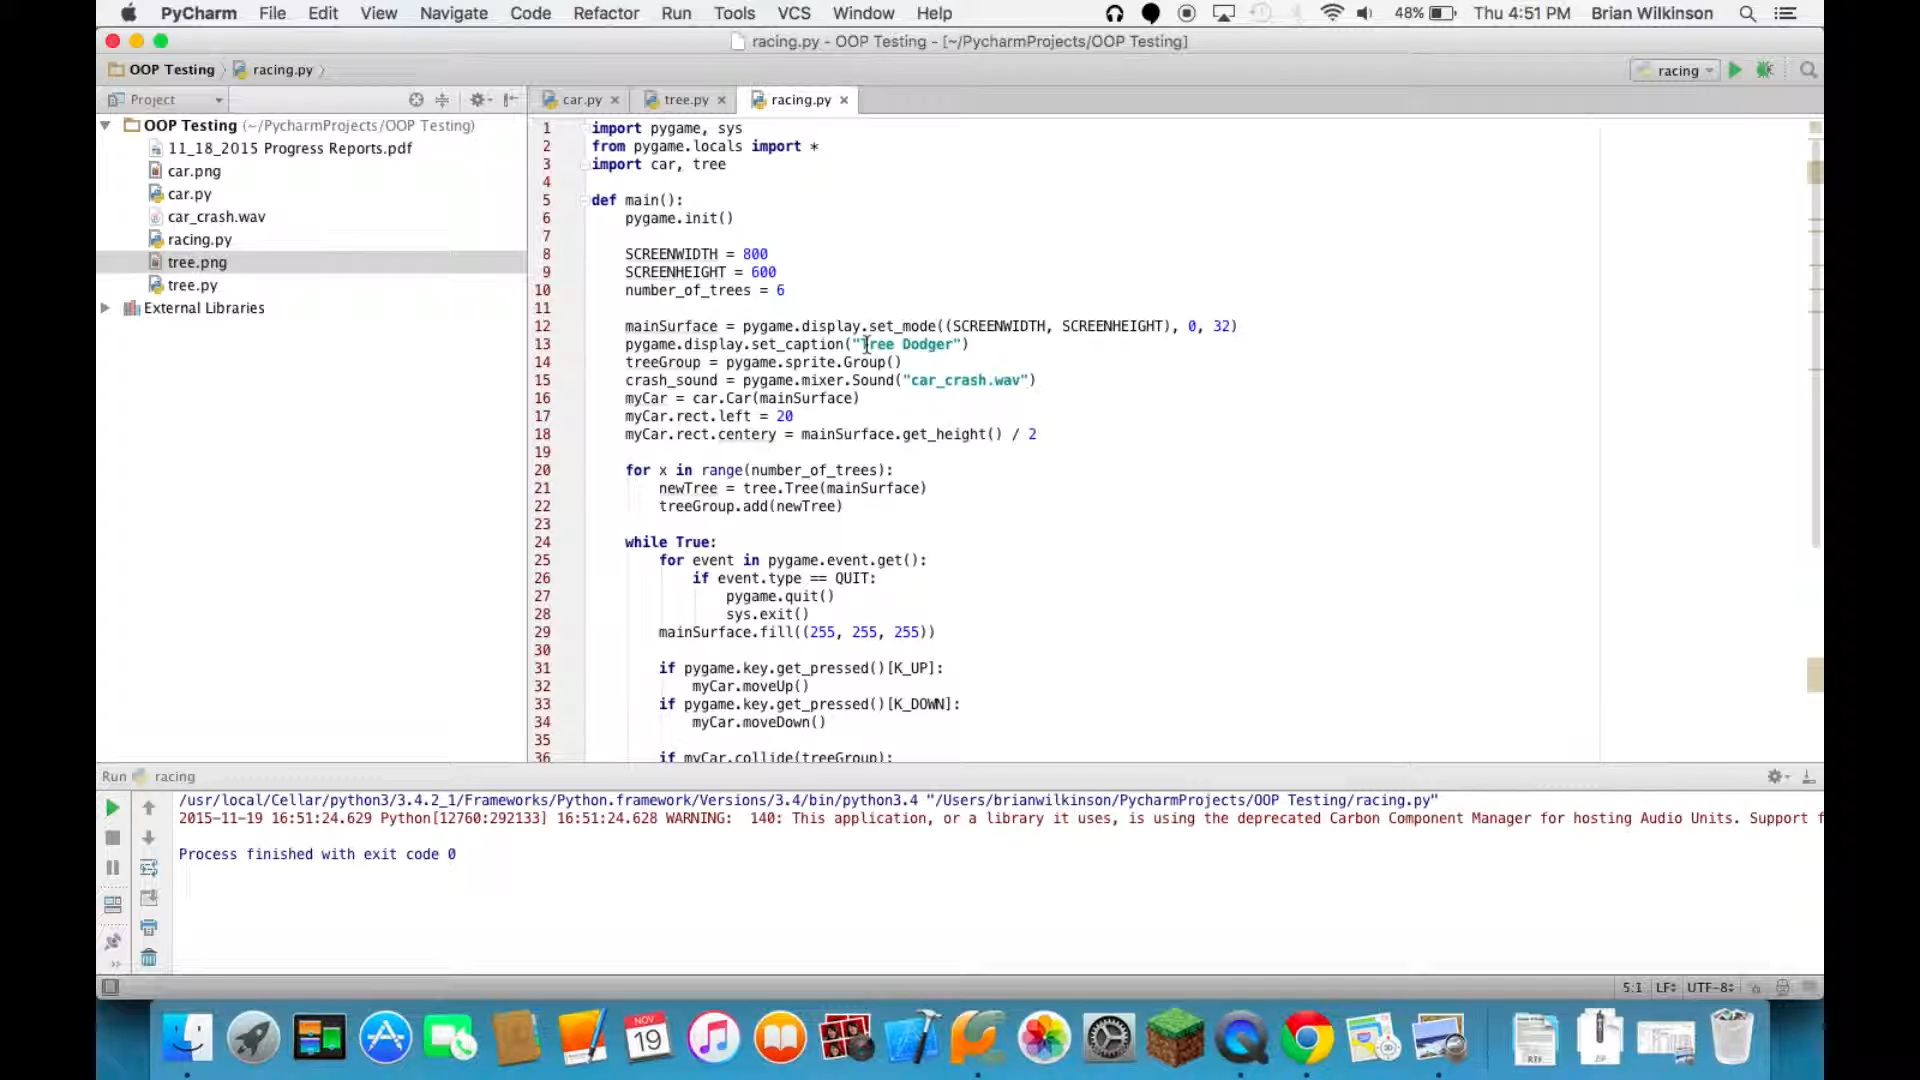 PyCharm File Edit View Navigate Code Refactor Run Tools VCS Window Help 48% Thu 4:51 PM Brian Wilkinson
racing.py - OOP Testing - [~/PycharmProjects/OOP Testing]
OOP Testing racing.py racing
Project car.py tree.py racing.py
OOP Testing (~/PycharmProjects/OOP Testing)
11_18_2015 Progress Reports.pdf
car.png
car.py
car_crash.wav
racing.py
tree.png
tree.py
External Libraries
1 import pygame, sys
2 from pygame.locals import *
3 import car, tree
4
5 def main():
6 pygame.init()
7
8 SCREENWIDTH = 800
9 SCREENHEIGHT = 600
10 number_of_trees = 6
11
12 mainSurface = pygame.display.set_mode((SCREENWIDTH, SCREENHEIGHT), 0, 32)
13 pygame.display.set_caption("Tree Dodger")
14 treeGroup = pygame.sprite.Group()
15 crash_sound = pygame.mixer.Sound("car_crash.wav")
16 myCar = car.Car(mainSurface)
17 myCar.rect.left = 20
18 myCar.rect.centery = mainSurface.get_height() / 2
19
20 for x in range(number_of_trees):
21 newTree = tree.Tree(mainSurface)
22 treeGroup.add(newTree)
23
24 while True:
25 for event in pygame.event.get():
26 if event.type == QUIT:
27 pygame.quit()
28 sys.exit()
29 mainSurface.fill((255, 255, 255))
30
31 if pygame.key.get_pressed()[K_UP]:
32 myCar.moveUp()
33 if pygame.key.get_pressed()[K_DOWN]:
34 myCar.moveDown()
35
36 if myCar.collide(treeGroup):
Run racing
/usr/local/Cellar/python3/3.4.2_1/Frameworks/Python.framework/Versions/3.4/bin/python3.4 "/Users/brianwilkinson/PycharmProjects/OOP Testing/racing.py"
2015-11-19 16:51:24.629 Python[12760:292133] 16:51:24.628 WARNING: 140: This application, or a library it uses, is using the deprecated Carbon Component Manager for hosting Audio Units. Support f
Process finished with exit code 0
5:1 LF UTF-8
NOV
19
RTF
ZIP